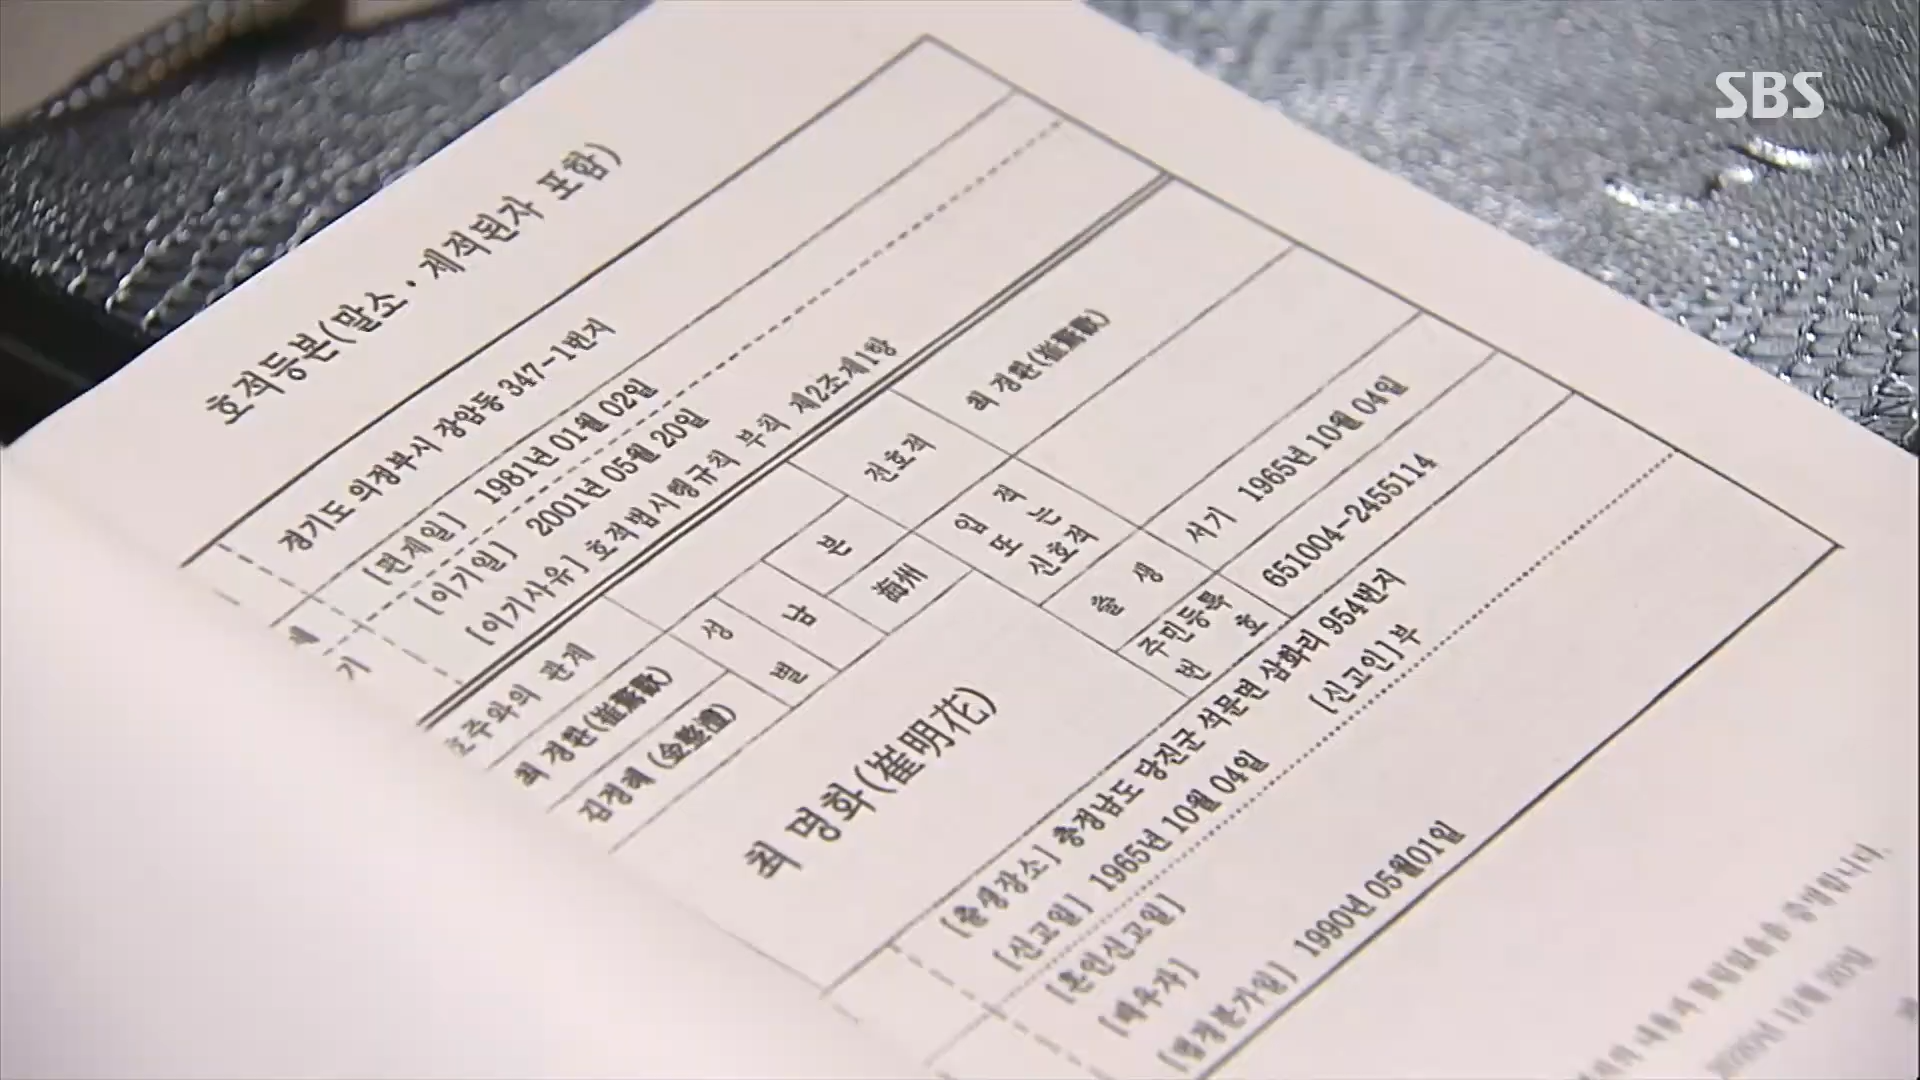 SBS
호적등본(말소·제적된자 포함)
경기도 의정부시 장암동 347-1번지
[편제일] 1981년 01월 02일
[이기일] 2001년 05월 20일
[이기사유] 호적법시행규칙 부칙 제2조제1항
기
주와의 관계
전호적
최 경환(崔
최 경환(崔
김정례 (金
성
별
남
본
海州
입 적
또 는
신호적
최 명화(崔明花)
출 생
서기 1965년 10월 04일
주민등록
번 호
651004-2455114
[출생장소] 충청남도 당진군 석문면 삼화리 954번지
[신고일] 1965년 10월 04일
[신고인]부
[혼인신고일]
[배우자]
[법정분가일] 1990년 05월01일